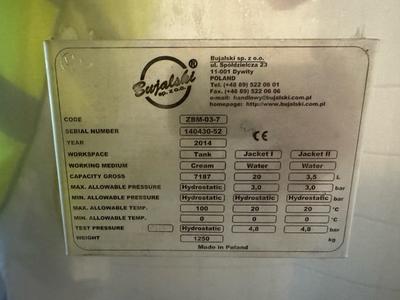 Bujalski ®
sp. z o.o.
Bujalski sp. z o.o.
ul. Spółdzielcza 23
11-001 Dywity
POLAND
Tel. (+48 89) 522 06 01
Fax. (+48 89) 522 06 06
e-mail: handlowy@bujalski.com.pl
homepage: http://www.bujalski.com.pl
CODE ZBM-03-7
SERIAL NUMBER 140430-52 CE
YEAR 2014
WORKSPACE Tank Jacket I Jacket II
WORKING MEDIUM Cream Water Water
CAPACITY GROSS 7187 20 3,5 L
MAX. ALLOWABLE PRESSURE Hydrostatic 3,0 3,0 bar
MIN. ALLOWABLE PRESSURE Hydrostatic Hydrostatic Hydrostatic bar
MAX. ALLOWABLE TEMP. 100 20 20 °C
MIN. ALLOWABLE TEMP. 0 0 0 °C
TEST PRESSURE Hydrostatic 4,8 4,8 bar
WEIGHT 1250 kg
Made in Poland